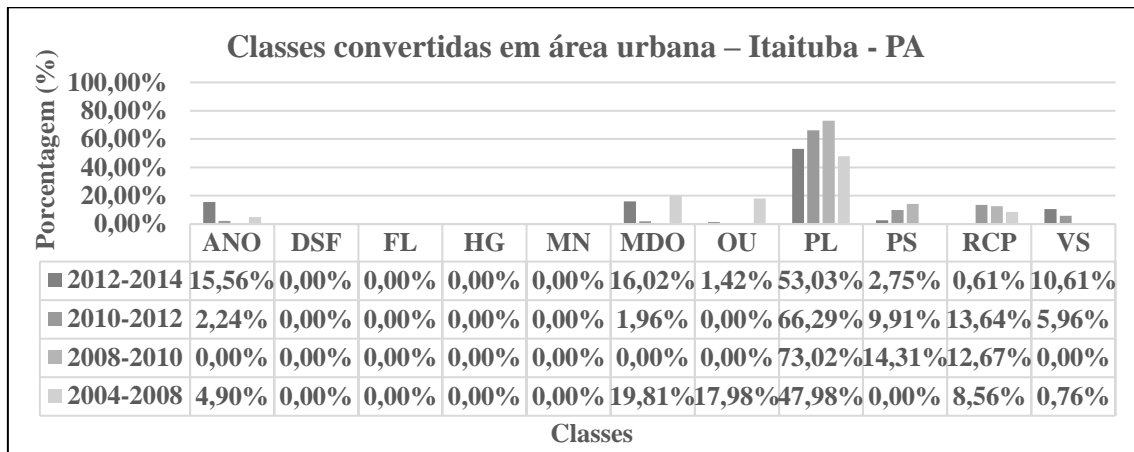 Classes convertidas em área urbana – Itaituba - PA
Porcentagem (%)
100,00%
80,00%
60,00%
40,00%
20,00%
0,00%
ANO DSF FL HG MN MDO OU PL PS RCP VS
2012-2014 15,56% 0,00% 0,00% 0,00% 0,00% 16,02% 1,42% 53,03% 2,75% 0,61% 10,61%
2010-2012 2,24% 0,00% 0,00% 0,00% 0,00% 1,96% 0,00% 66,29% 9,91% 13,64% 5,96%
2008-2010 0,00% 0,00% 0,00% 0,00% 0,00% 0,00% 0,00% 73,02% 14,31% 12,67% 0,00%
2004-2008 4,90% 0,00% 0,00% 0,00% 0,00% 19,81% 17,98% 47,98% 0,00% 8,56% 0,76%
Classes